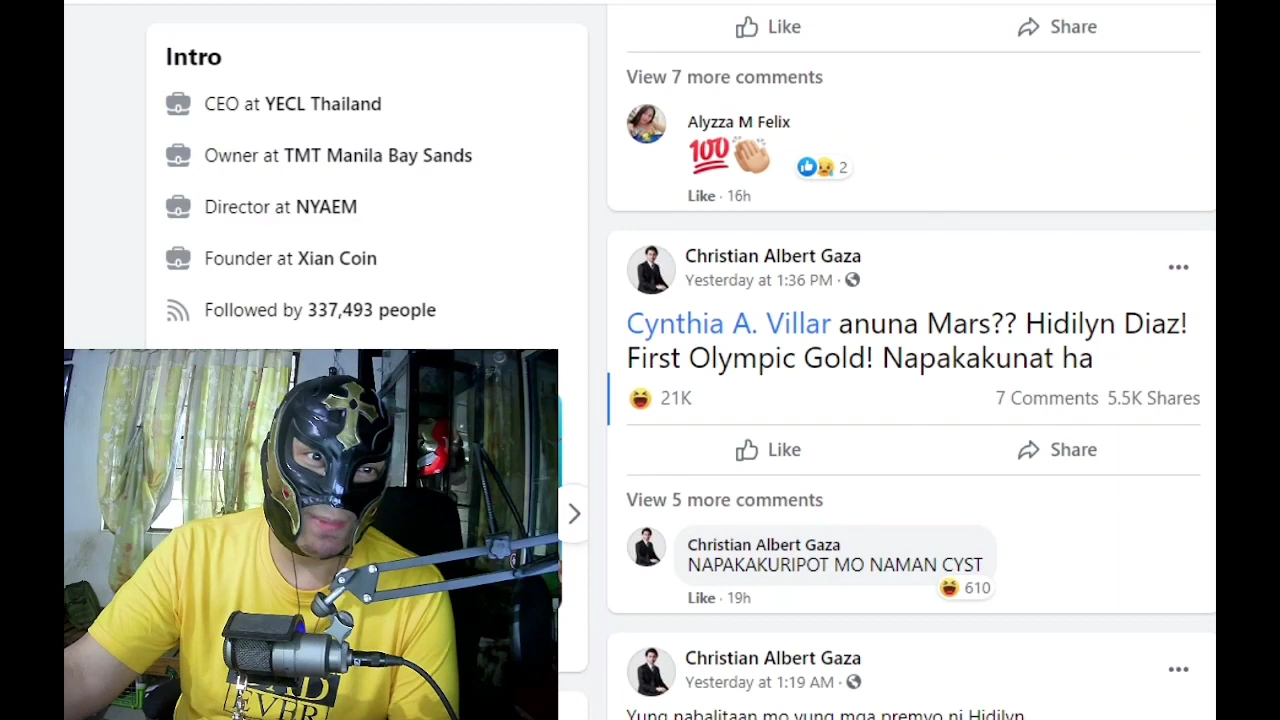 Intro
CEO at YECL Thailand
Owner at TMT Manila Bay Sands
Director at NYAEM
Founder at Xian Coin
Followed by 337,493 people
Like
Share
View 7 more comments
Alyzza M Felix
💯👏🏼
2
Like · 16h
Christian Albert Gaza
Yesterday at 1:36 PM ·
Cynthia A. Villar anuna Mars?? Hidilyn Diaz!
First Olympic Gold! Napakakunat ha
21K
7 Comments 5.5K Shares
Like
Share
View 5 more comments
Christian Albert Gaza
NAPAKAKURIPOT MO NAMAN CYST
610
Like · 19h
Christian Albert Gaza
Yesterday at 1:19 AM ·
Yung nabalitaan mo yung mga premyo ni Hidilyn
EVER